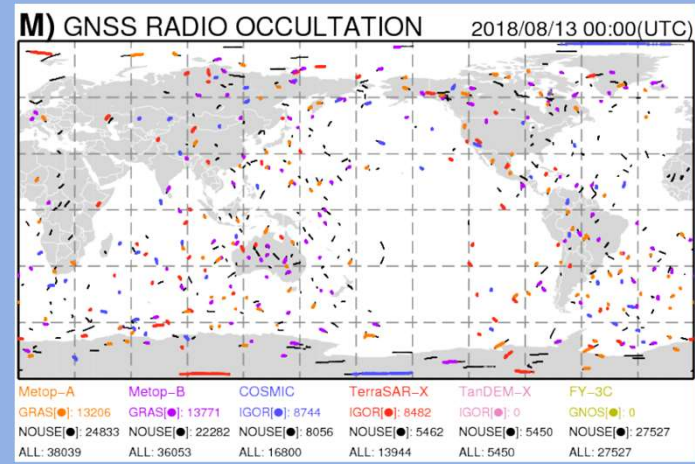 M) GNSS RADIO OCCULTATION 2018/08/13 00:00(UTC)
Metop-A Metop-B COSMIC TerraSAR-X TanDEM-X FY-3C
GRAS[●]: 13206 GRAS[●]: 13771 IGOR[●]: 8744 IGOR[●]: 8482 IGOR[●]: 0 GNOS[●]: 0
NOUSE[●]: 24833 NOUSE[●]: 22282 NOUSE[●]: 8056 NOUSE[●]: 5462 NOUSE[●]: 5450 NOUSE[●]: 27527
ALL: 38039 ALL: 36053 ALL: 16800 ALL: 13944 ALL: 5450 ALL: 27527